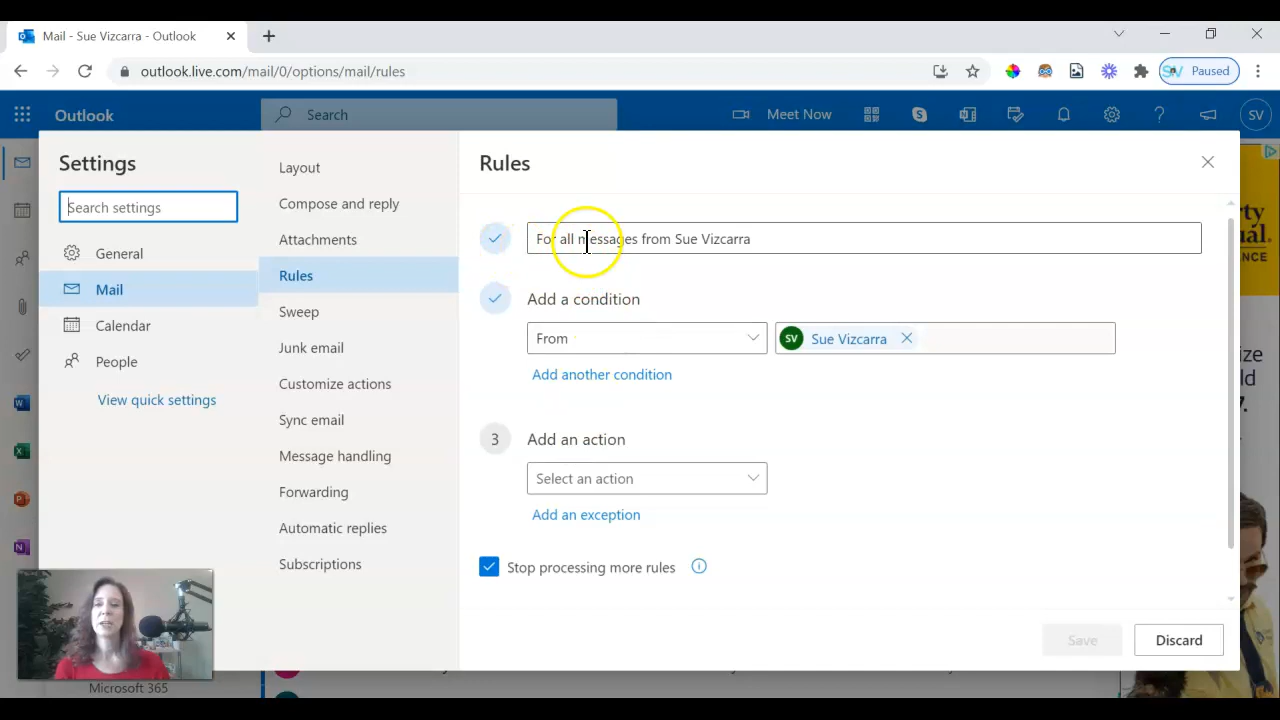 Mail - Sue Vizcarra - Outlook
outlook.live.com/mail/0/options/mail/rules
SV Paused
Outlook
Search
Meet Now
SV
Settings
Search settings
General
Mail
Calendar
People
View quick settings
Layout
Compose and reply
Attachments
Rules
Sweep
Junk email
Customize actions
Sync email
Message handling
Forwarding
Automatic replies
Subscriptions
Rules
For all messages from Sue Vizcarra
Add a condition
From
SV Sue Vizcarra
Add another condition
3 Add an action
Select an action
Add an exception
Stop processing more rules
Save
Discard
Microsoft 365